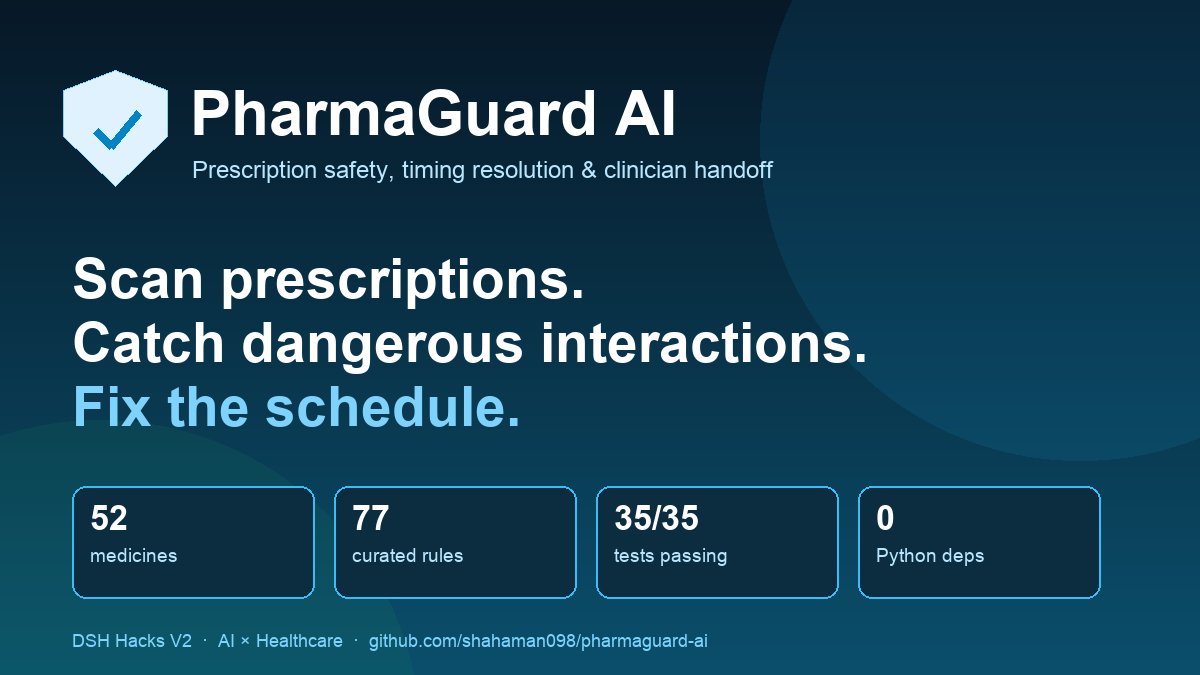 PharmaGuard AI
Prescription safety, timing resolution & clinician handoff
Scan prescriptions.
Catch dangerous interactions.
Fix the schedule.
52
medicines
77
curated rules
35/35
tests passing
0
Python deps
DSH Hacks V2 · AI × Healthcare · github.com/shahaman098/pharmaguard-ai